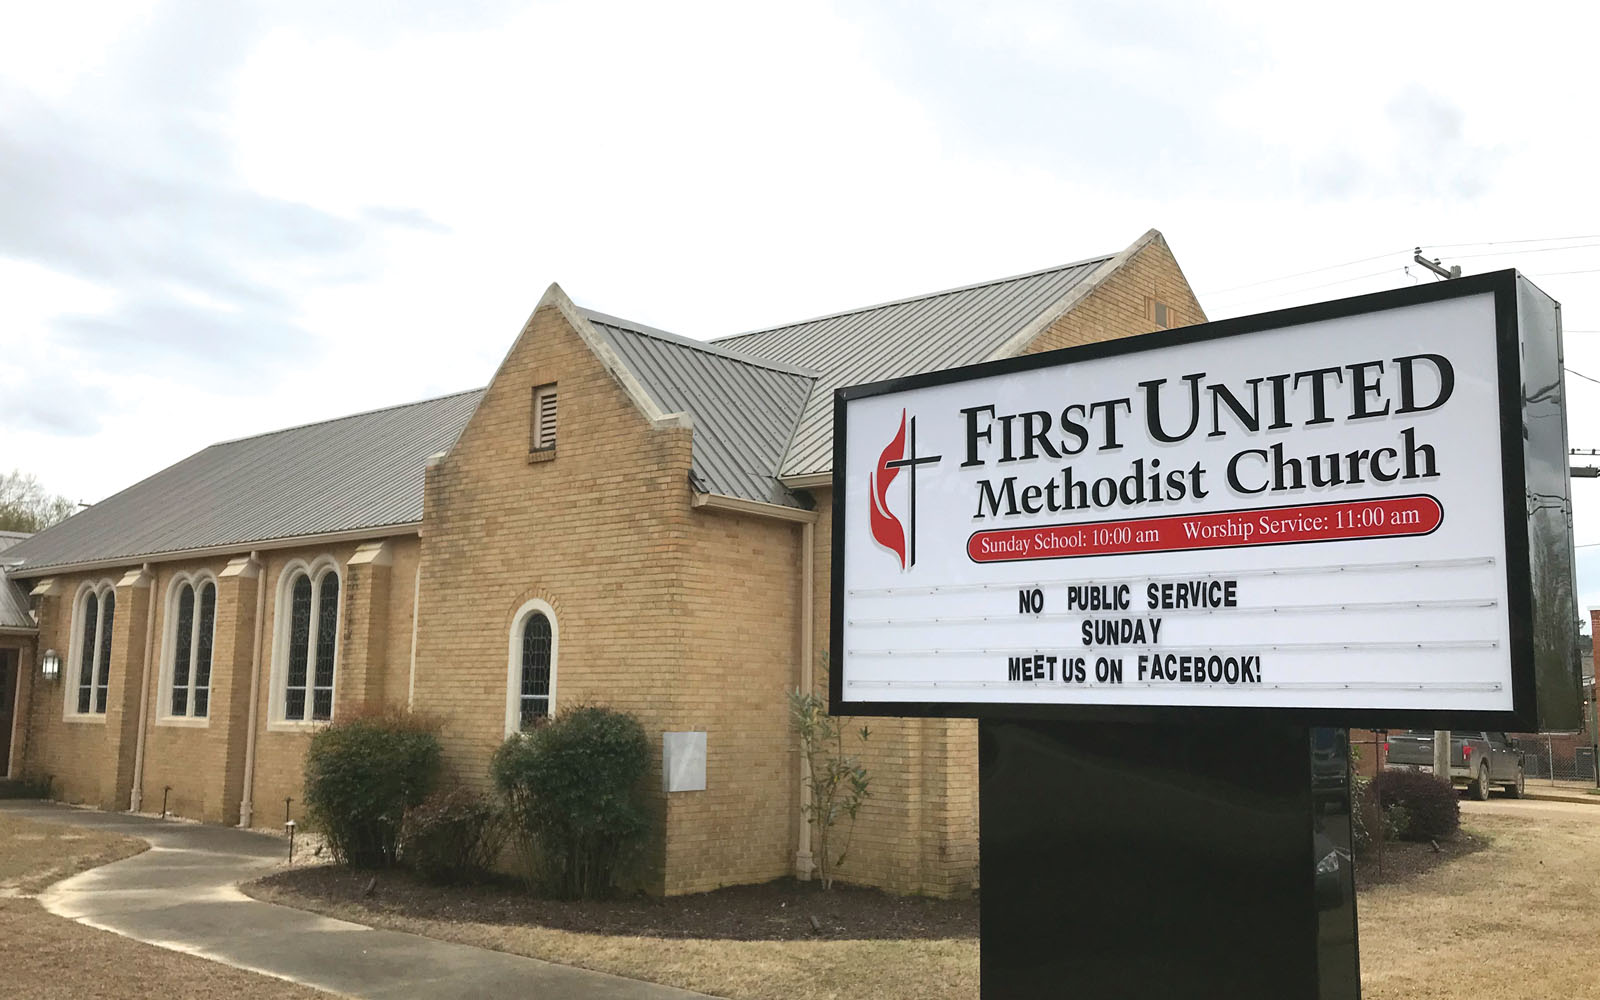 FIRST UNITED
Methodist Church
Sunday School: 10:00 am Worship Service: 11:00 am
NO PUBLIC SERVICE
SUNDAY
MEET US ON FACEBOOK!